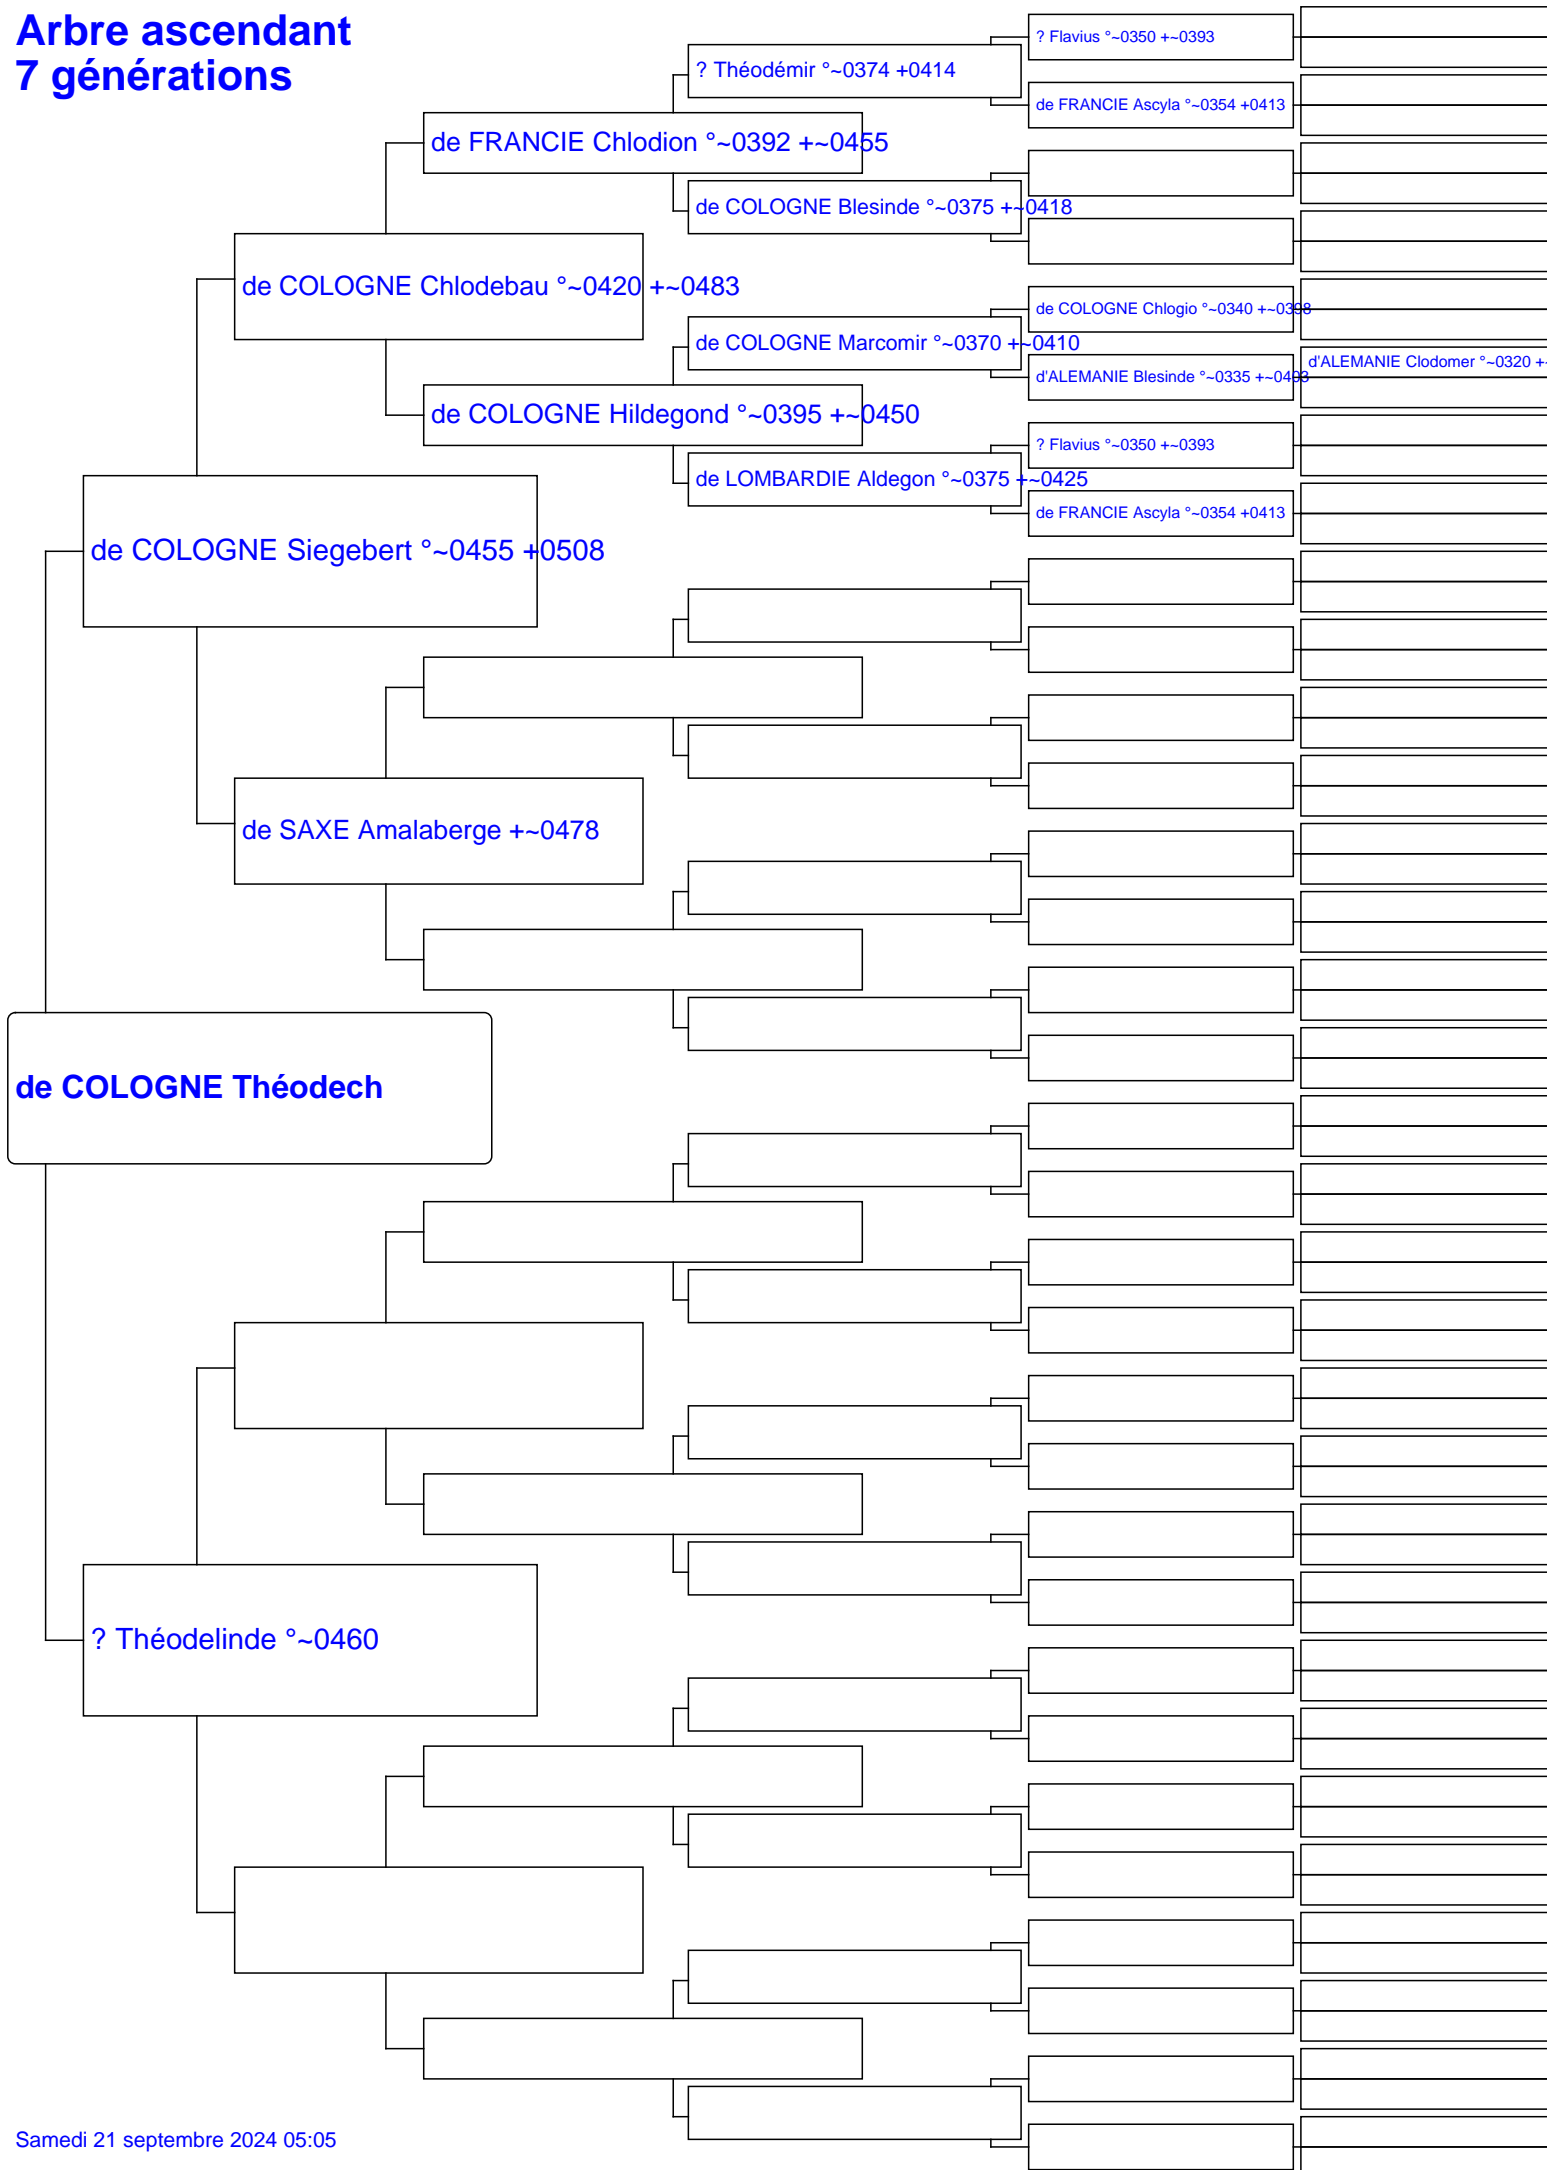 Arbre ascendant
7 générations
? Flavius °~0350 +~0393
? Théodémir °~0374 +0414
de FRANCIE Ascyla °~0354 +0413
de FRANCIE Chlodion °~0392 +~0455
de COLOGNE Blesinde °~0375 +~0418
de COLOGNE Chlodebau °~0420 +~0483
de COLOGNE Chlogio °~0340 +~0398
de COLOGNE Marcomir °~0370 +~0410
d'ALEMANIE Clodomer °~0320 +~
d'ALEMANIE Blesinde °~0335 +~0403
de COLOGNE Hildegond °~0395 +~0450
? Flavius °~0350 +~0393
de LOMBARDIE Aldegon °~0375 +~0425
de FRANCIE Ascyla °~0354 +0413
de COLOGNE Siegebert °~0455 +0508
de SAXE Amalaberge +~0478
de COLOGNE Théodech
? Théodelinde °~0460
Samedi 21 septembre 2024 05:05